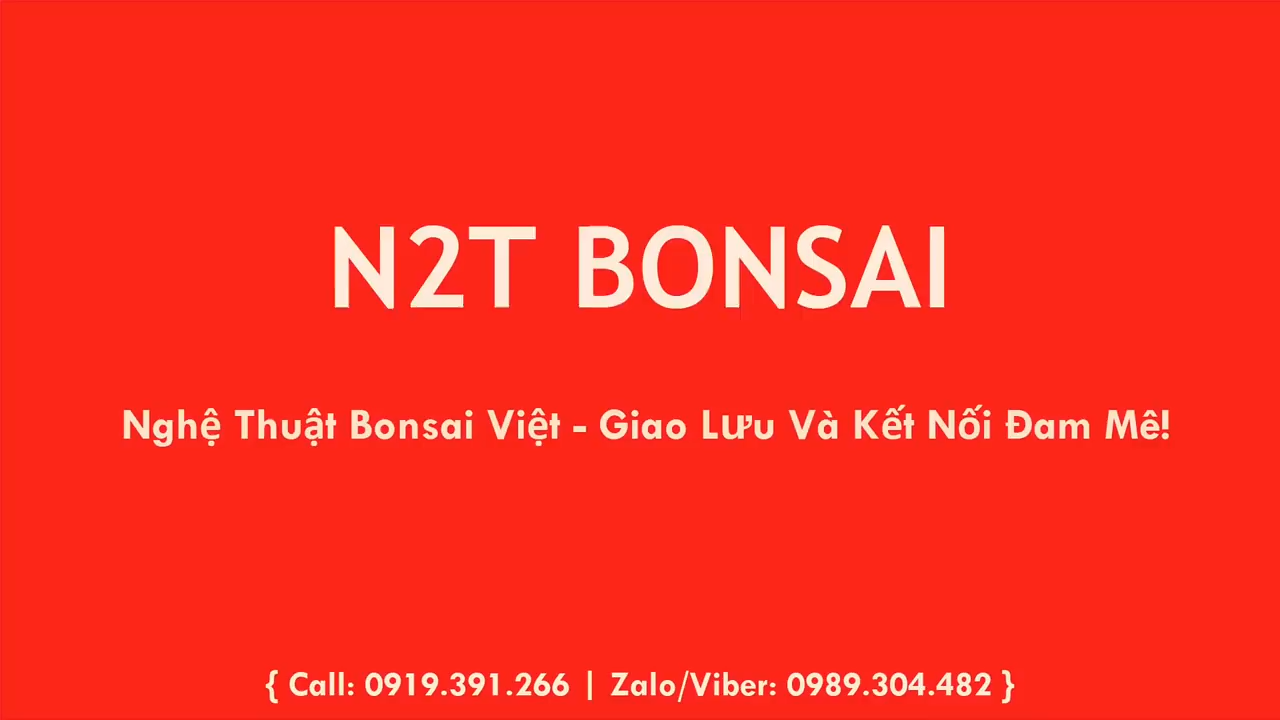 N2T BONSAI
Nghệ Thuật Bonsai Việt - Giao Lưu Và Kết Nối Đam Mê!
{ Call: 0919.391.266 | Zalo/Viber: 0989.304.482 }